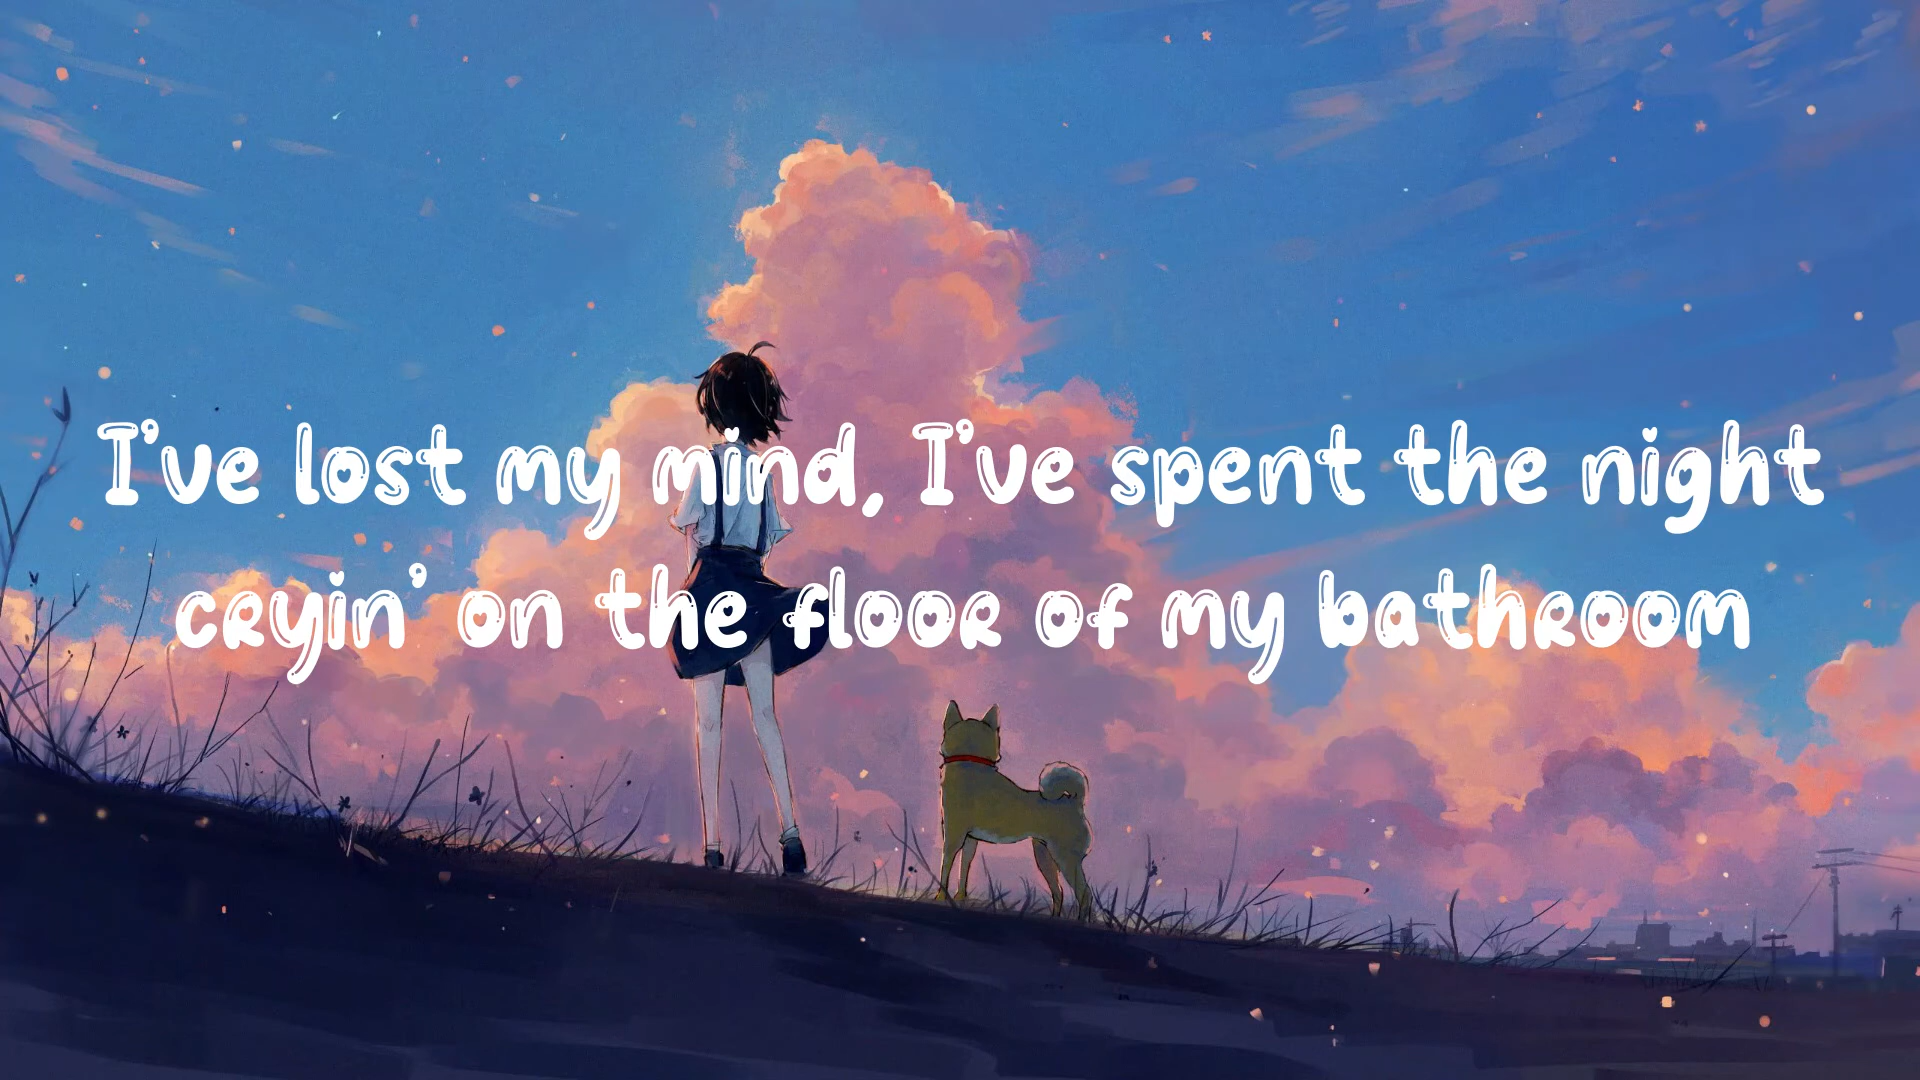 I've lost my mind, I've spent the night
cryin' on the floor of my bathroom